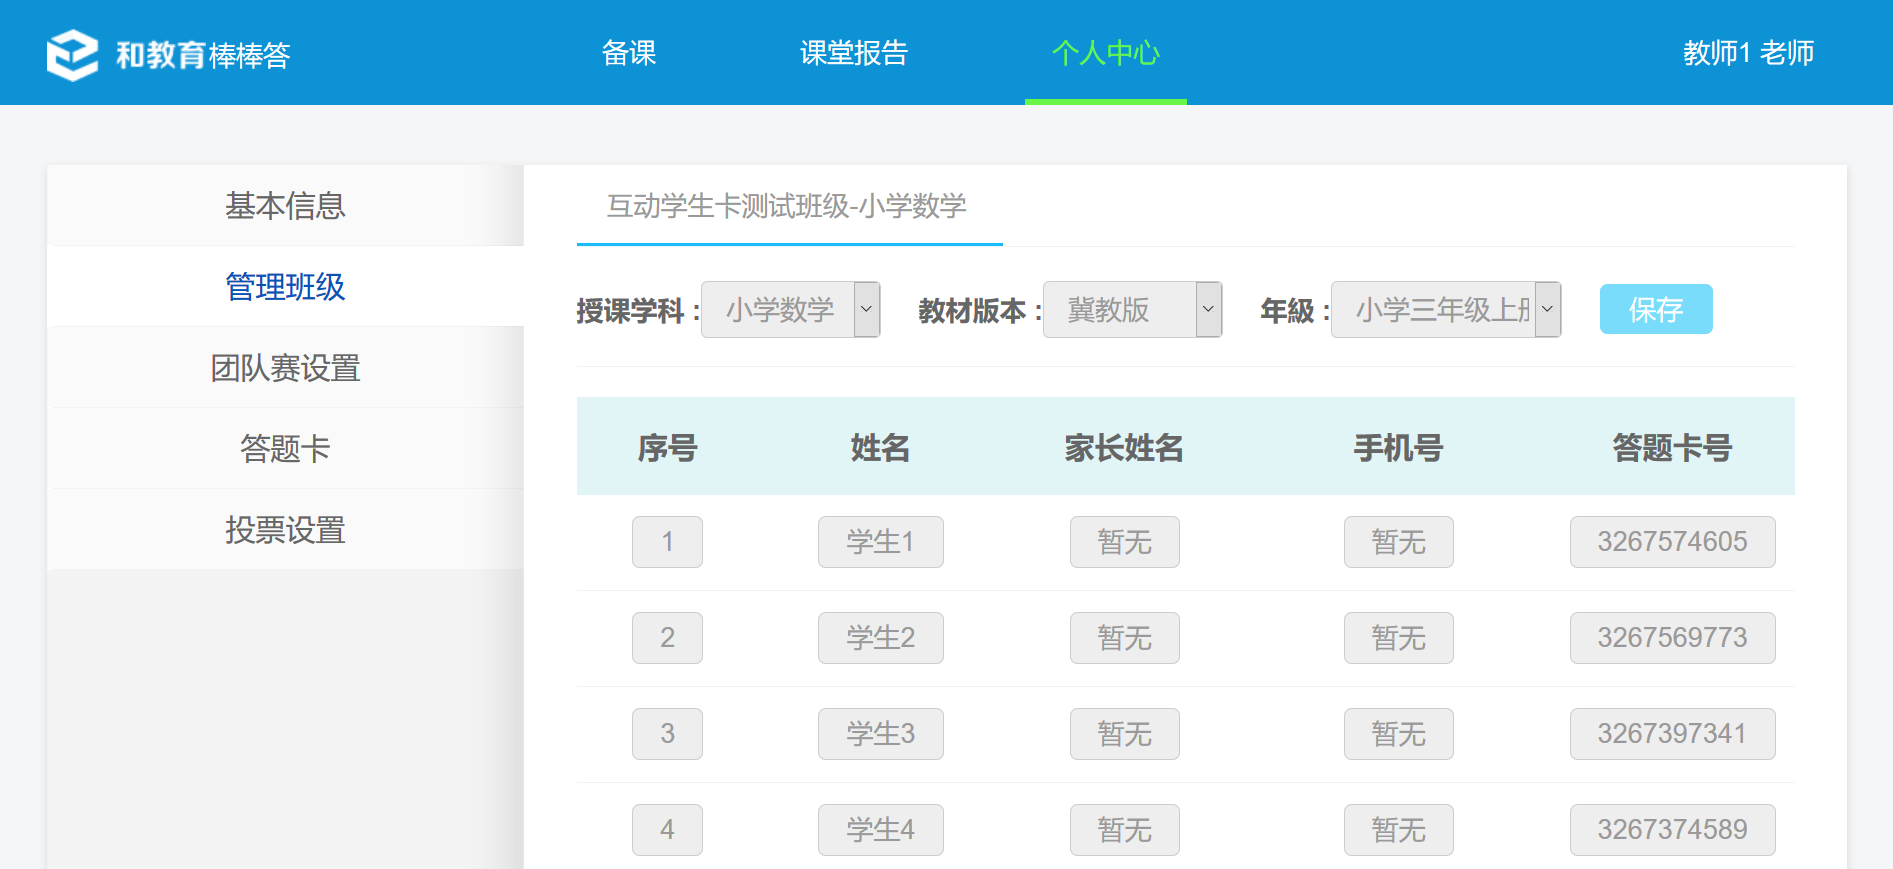 和教育棒棒答 备课 课堂报告 个人中心 教师1 老师
基本信息
管理班级
团队赛设置
答题卡
投票设置
互动学生卡测试班级-小学数学
授课学科： 小学数学 教材版本： 冀教版 年級： 小学三年级上册 保存
序号 姓名 家长姓名 手机号 答题卡号
1 学生1 暂无 暂无 3267574605
2 学生2 暂无 暂无 3267569773
3 学生3 暂无 暂无 3267397341
4 学生4 暂无 暂无 3267374589